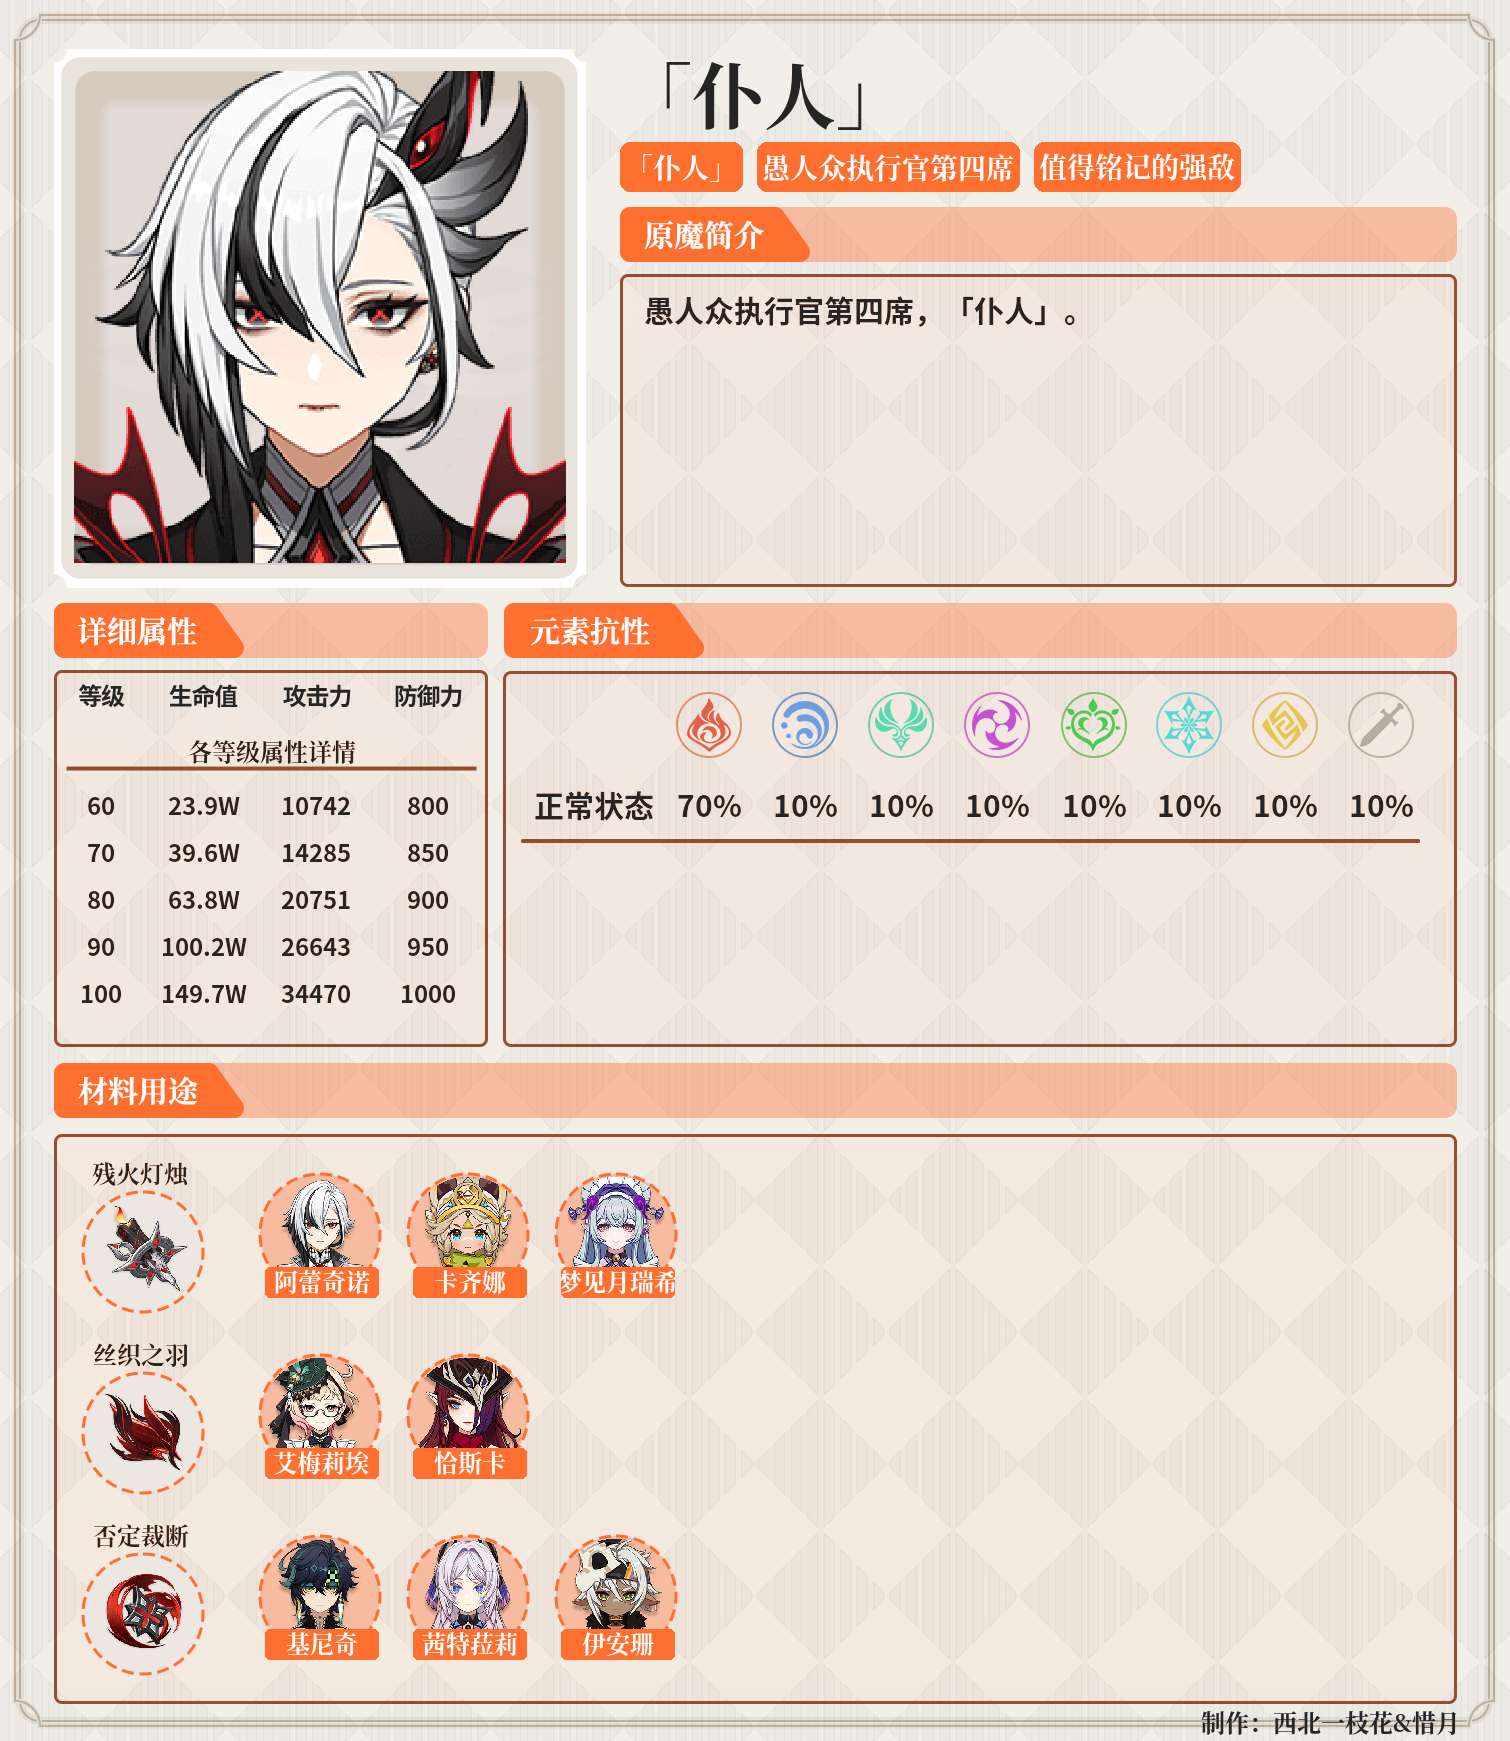 「仆人」
「仆人」 愚人众执行官第四席 值得铭记的强敌
原魔简介
愚人众执行官第四席，「仆人」。
详细属性
等级 生命值 攻击力 防御力
各等级属性详情
60 23.9W 10742 800
70 39.6W 14285 850
80 63.8W 20751 900
90 100.2W 26643 950
100 149.7W 34470 1000
元素抗性
正常状态 70% 10% 10% 10% 10% 10% 10% 10%
材料用途
残火灯烛
阿蕾奇诺 卡齐娜 梦见月瑞希
丝织之羽
艾梅莉埃 恰斯卡
否定裁断
基尼奇 茜特菈莉 伊安珊
制作：西北一枝花&惜月